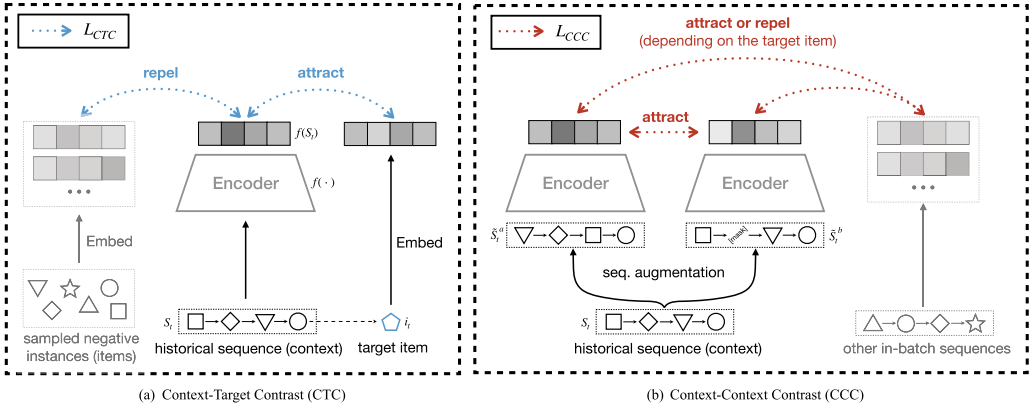 L_CTC
repel
attract
f(S_t)
Encoder
f(·)
Embed
Embed
S_t
i_t
sampled negative
instances (items)
historical sequence (context)
target item
(a) Context-Target Contrast (CTC)
L_CCC
attract or repel
(depending on the target item)
attract
Encoder
Encoder
S̃_t^a
[mask]
S̃_t^b
seq. augmentation
S_t
historical sequence (context)
other in-batch sequences
(b) Context-Context Contrast (CCC)